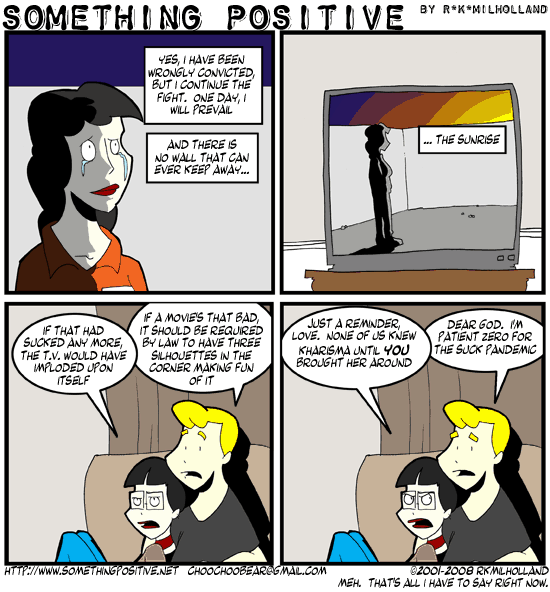 SOMETHING POSITIVE BY R*K*MILHOLLAND
YES, I HAVE BEEN
WRONGLY CONVICTED,
BUT I CONTINUE THE
FIGHT. ONE DAY, I
WILL PREVAIL
AND THERE IS
NO WALL THAT CAN
EVER KEEP AWAY...
... THE SUNRISE
IF THAT HAD
SUCKED ANY MORE,
THE T.V. WOULD HAVE
IMPLODED UPON
ITSELF
IF A MOVIE'S THAT BAD,
IT SHOULD BE REQUIRED
BY LAW TO HAVE THREE
SILHOUETTES IN THE
CORNER MAKING FUN
OF IT
JUST A REMINDER,
LOVE. NONE OF US KNEW
KHARISMA UNTIL YOU
BROUGHT HER AROUND
DEAR GOD. I'M
PATIENT ZERO FOR
THE SUCK PANDEMIC
HTTP://WWW.SOMETHINGPOSITIVE.NET CHOOCHOOBEAR@GMAIL.COM
©2001-2008 RKMILHOLLAND
MEH. THAT'S ALL I HAVE TO SAY RIGHT NOW.